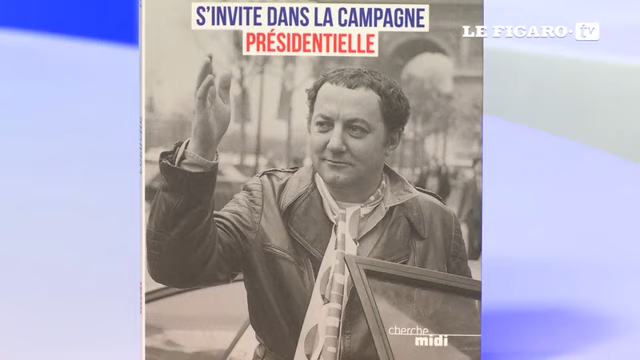 S'INVITE DANS LA CAMPAGNE
PRÉSIDENTIELLE
LE FIGARO·tv
cherche
midi